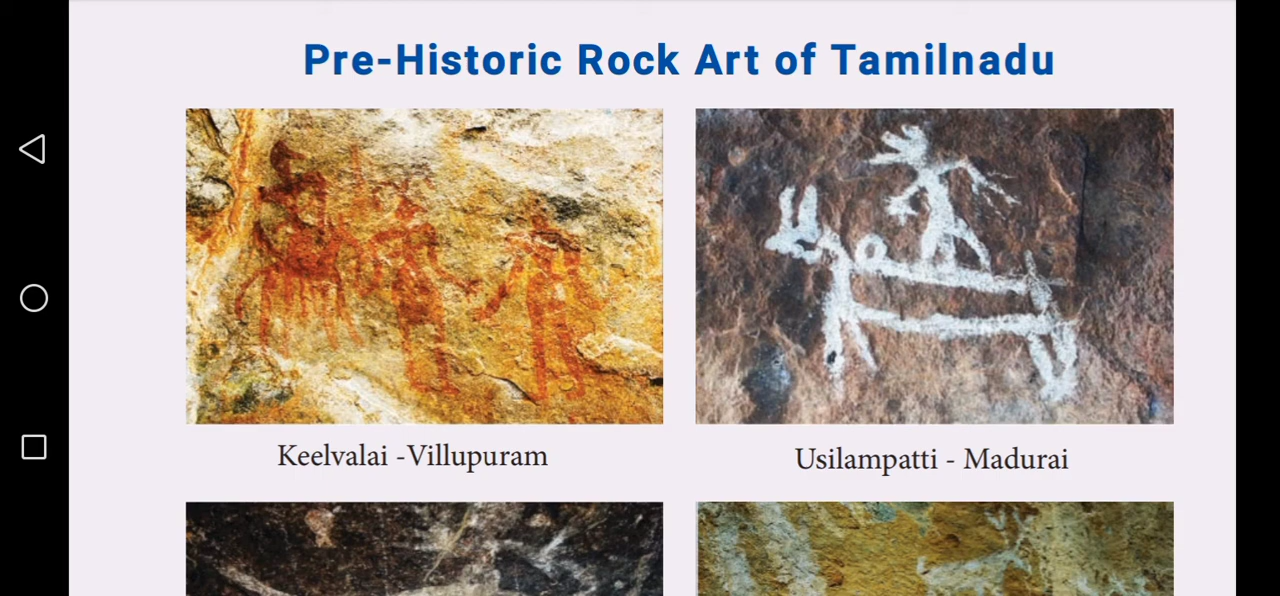 Pre-Historic Rock Art of Tamilnadu
Keelvalai -Villupuram
Usilampatti - Madurai